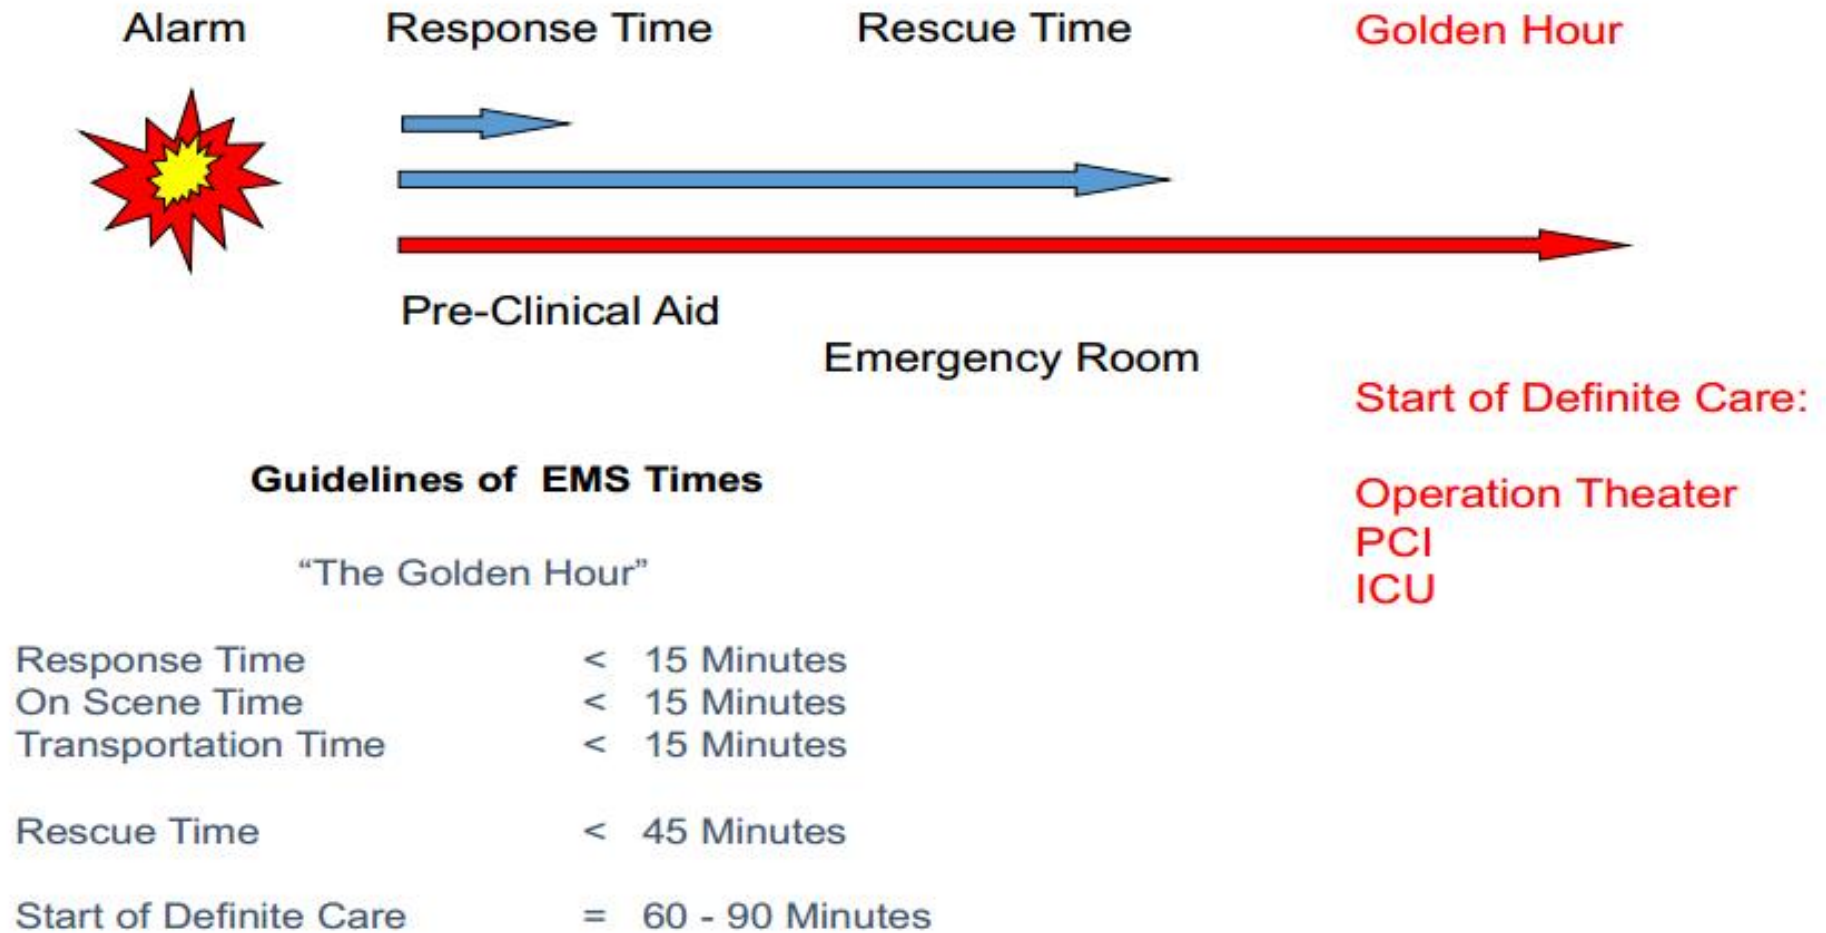 Alarm
Response Time
Rescue Time
Golden Hour
Pre-Clinical Aid
Emergency Room
Start of Definite Care:
Operation Theater
PCI
ICU
Guidelines of EMS Times
“The Golden Hour”
Response Time < 15 Minutes
On Scene Time < 15 Minutes
Transportation Time < 15 Minutes
Rescue Time < 45 Minutes
Start of Definite Care = 60 - 90 Minutes